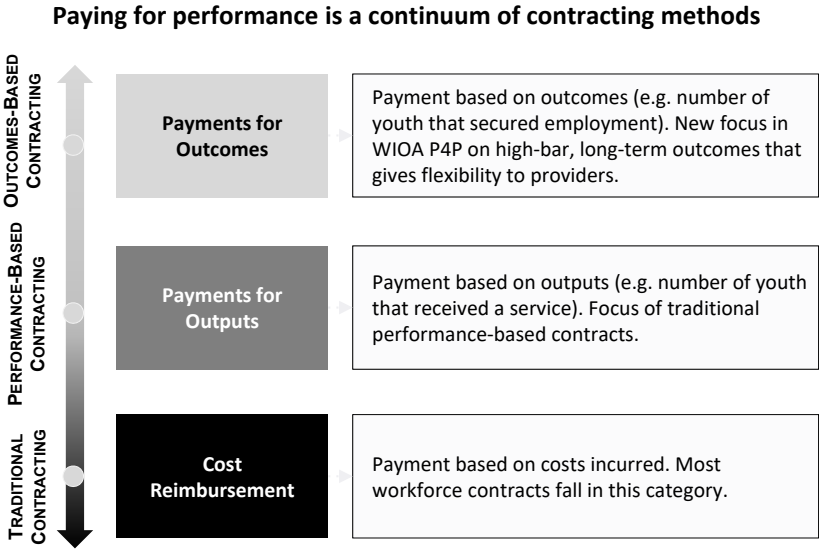 Paying for performance is a continuum of contracting methods
OUTCOMES-BASED
CONTRACTING
Payments for
Outcomes
Payment based on outcomes (e.g. number of
youth that secured employment). New focus in
WIOA P4P on high-bar, long-term outcomes that
gives flexibility to providers.
PERFORMANCE-BASED
CONTRACTING
Payments for
Outputs
Payment based on outputs (e.g. number of youth
that received a service). Focus of traditional
performance-based contracts.
TRADITIONAL
CONTRACTING
Cost
Reimbursement
Payment based on costs incurred. Most
workforce contracts fall in this category.